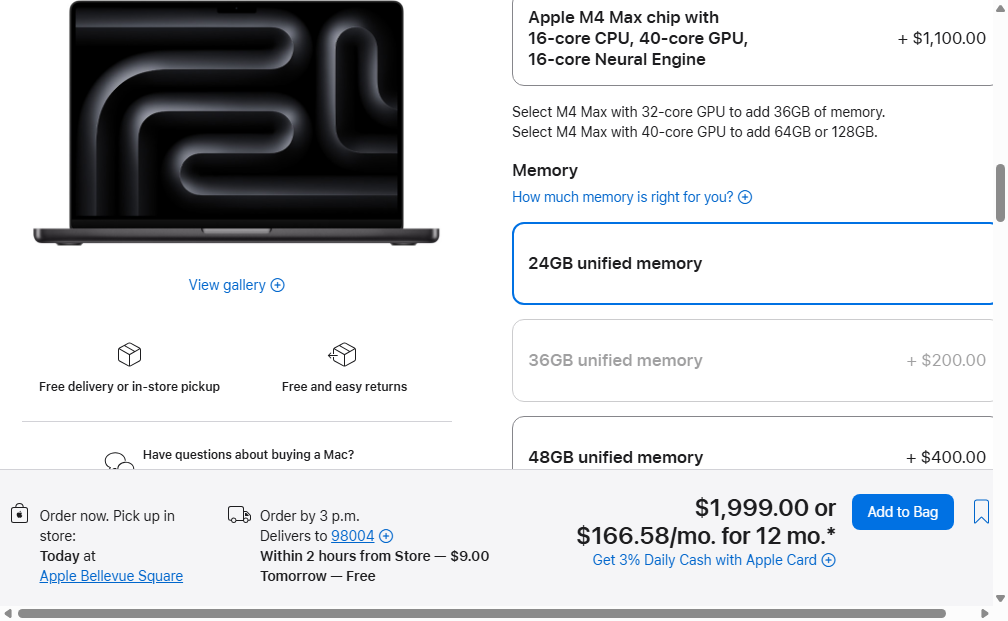 Apple M4 Max chip with
16-core CPU, 40-core GPU,
16-core Neural Engine
+ $1,100.00
Select M4 Max with 32-core GPU to add 36GB of memory.
Select M4 Max with 40-core GPU to add 64GB or 128GB.
Memory
How much memory is right for you?
24GB unified memory
36GB unified memory
+ $200.00
48GB unified memory
+ $400.00
View gallery
Free delivery or in-store pickup
Free and easy returns
Have questions about buying a Mac?
Order now. Pick up in
store:
Today at
Apple Bellevue Square
Order by 3 p.m.
Delivers to 98004
Within 2 hours from Store — $9.00
Tomorrow — Free
$1,999.00 or
$166.58/mo. for 12 mo.*
Get 3% Daily Cash with Apple Card
Add to Bag